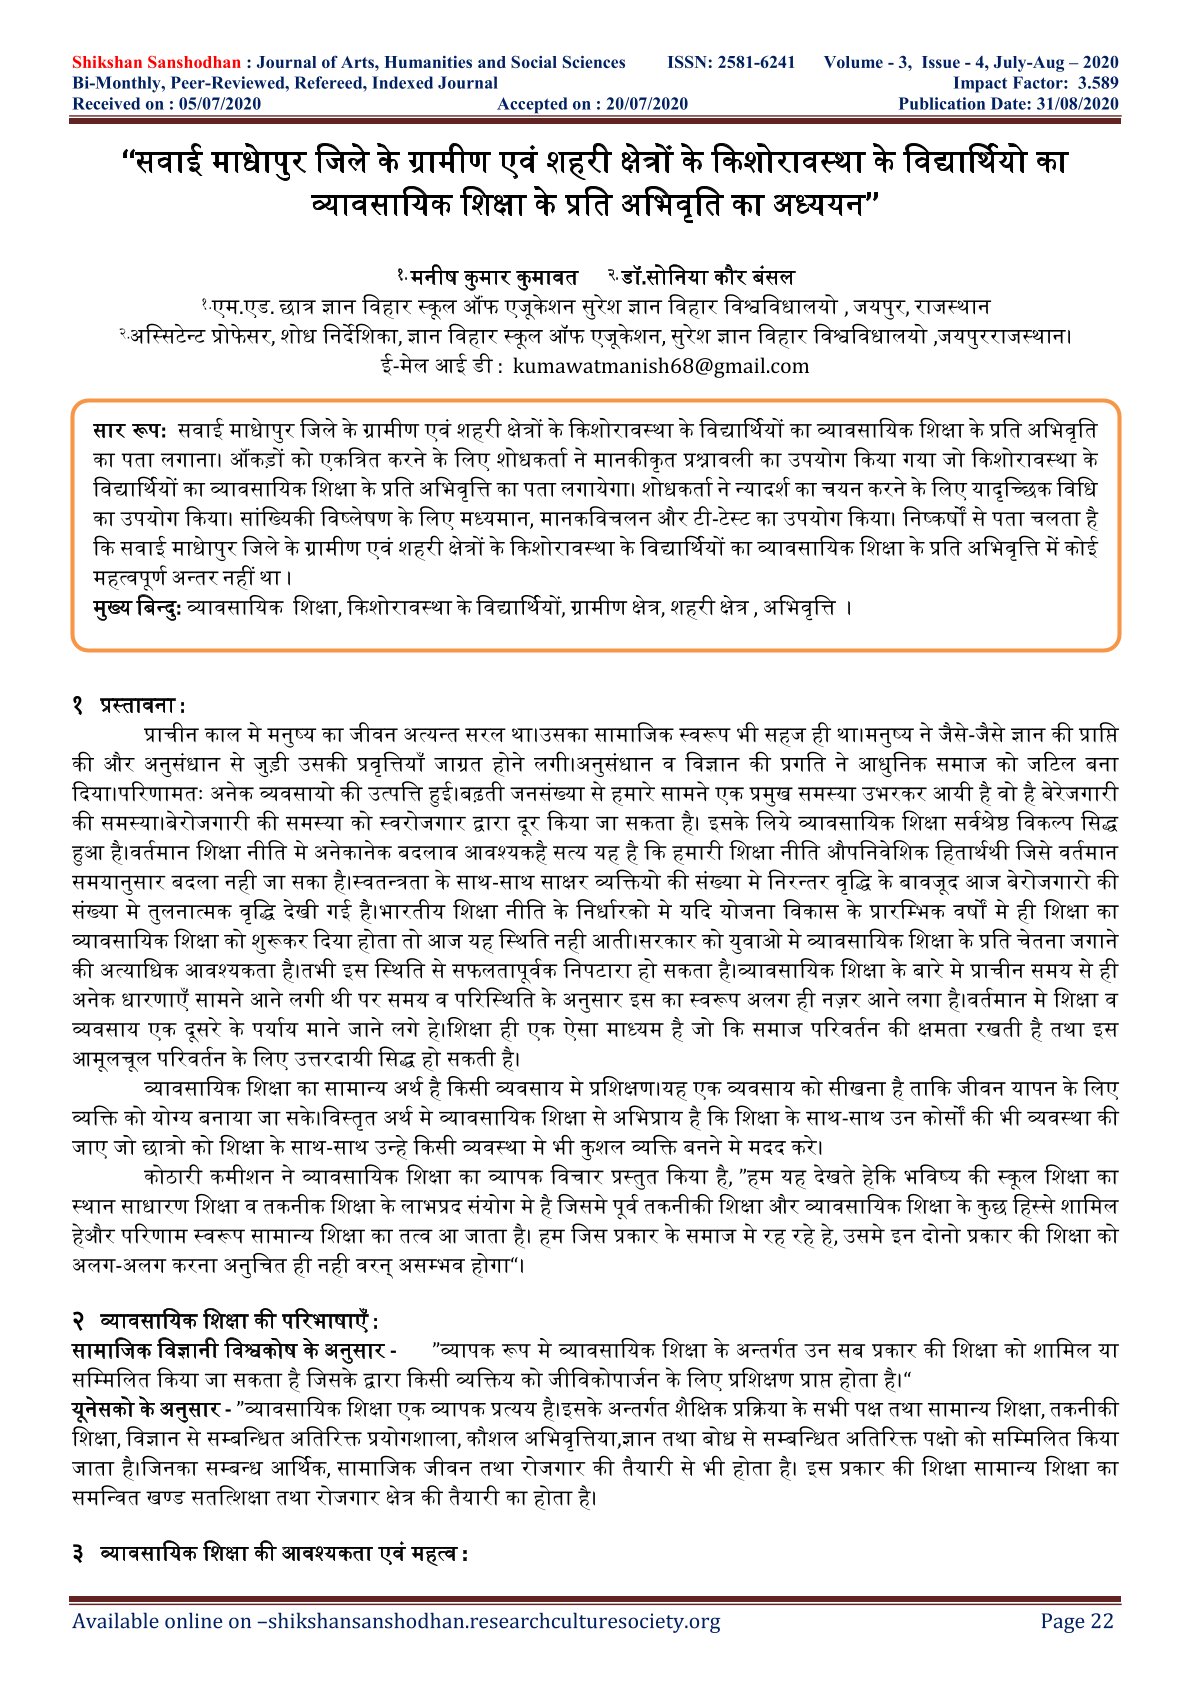 Shikshan Sanshodhan : Journal of Arts, Humanities and Social Sciences ISSN: 2581-6241 Volume - 3, Issue - 4, July-Aug – 2020
Bi-Monthly, Peer-Reviewed, Refereed, Indexed Journal Impact Factor: 3.589
Received on : 05/07/2020 Accepted on : 20/07/2020 Publication Date: 31/08/2020
“सवाई माधेापुर जिले के ग्रामीण एवं शहरी क्षेत्रों के किशोरावस्था के विद्यार्थियो का
व्यावसायिक शिक्षा के प्रति अभिवृति का अध्ययन”
१. मनीष कुमार कुमावत २. डॉ.सोनिया कौर बंसल
१.एम.एड. छात्र ज्ञान विहार स्कूल ऑफ एजूकेशन सुरेश ज्ञान विहार विश्वविधालयो , जयपुर, राजस्थान
२.अस्सिटेन्ट प्रोफेसर, शोध निर्देशिका, ज्ञान विहार स्कूल ऑफ एजूकेशन, सुरेश ज्ञान विहार विश्वविधालयो ,जयपुरराजस्थान।
ई-मेल आई डी : kumawatmanish68@gmail.com
सार रूप: सवाई माधेापुर जिले के ग्रामीण एवं शहरी क्षेत्रों के किशोरावस्था के विद्यार्थियों का व्यावसायिक शिक्षा के प्रति अभिवृति
का पता लगाना। ऑकड़ों को एकत्रित करने के लिए शोधकर्ता ने मानकीकृत प्रश्नावली का उपयोग किया गया जो किशोरावस्था के
विद्यार्थियों का व्यावसायिक शिक्षा के प्रति अभिवृत्ति का पता लगायेगा। शोधकर्ता ने न्यादर्श का चयन करने के लिए यादृच्छिक विधि
का उपयोग किया। सांख्यिकी विष्लेषण के लिए मध्यमान, मानकविचलन और टी-टेस्ट का उपयोग किया। निष्कर्षों से पता चलता है
कि सवाई माधेापुर जिले के ग्रामीण एवं शहरी क्षेत्रों के किशोरावस्था के विद्यार्थियों का व्यावसायिक शिक्षा के प्रति अभिवृत्ति में कोई
महत्वपूर्ण अन्तर नहीं था ।
मुख्य बिन्दु: व्यावसायिक शिक्षा, किशोरावस्था के विद्यार्थियों, ग्रामीण क्षेत्र, शहरी क्षेत्र , अभिवृत्ति ।
१ प्रस्तावना :
प्राचीन काल मे मनुष्य का जीवन अत्यन्त सरल था।उसका सामाजिक स्वरूप भी सहज ही था।मनुष्य ने जैसे-जैसे ज्ञान की प्राप्ति
की और अनुसंधान से जुड़ी उसकी प्रवृत्तियाँ जाग्रत होने लगी।अनुसंधान व विज्ञान की प्रगति ने आधुनिक समाज को जटिल बना
दिया।परिणामतः अनेक व्यवसायो की उत्पत्ति हुई।बढ़ती जनसंख्या से हमारे सामने एक प्रमुख समस्या उभरकर आयी है वो है बेरेजगारी
की समस्या।बेरोजगारी की समस्या को स्वरोजगार द्वारा दूर किया जा सकता है। इसके लिये व्यावसायिक शिक्षा सर्वश्रेष्ठ विकल्प सिद्ध
हुआ है।वर्तमान शिक्षा नीति मे अनेकानेक बदलाव आवश्यकहै सत्य यह है कि हमारी शिक्षा नीति औपनिवेशिक हितार्थथी जिसे वर्तमान
समयानुसार बदला नही जा सका है।स्वतन्त्रता के साथ-साथ साक्षर व्यक्तियो की संख्या मे निरन्तर वृद्धि के बावजूद आज बेरोजगारो की
संख्या मे तुलनात्मक वृद्धि देखी गई है।भारतीय शिक्षा नीति के निर्धारको मे यदि योजना विकास के प्रारम्भिक वर्षों मे ही शिक्षा का
व्यावसायिक शिक्षा को शुरूकर दिया होता तो आज यह स्थिति नही आती।सरकार को युवाओ मे व्यावसायिक शिक्षा के प्रति चेतना जगाने
की अत्याधिक आवश्यकता है।तभी इस स्थिति से सफलतापूर्वक निपटारा हो सकता है।व्यावसायिक शिक्षा के बारे मे प्राचीन समय से ही
अनेक धारणाएँ सामने आने लगी थी पर समय व परिस्थिति के अनुसार इस का स्वरूप अलग ही नज़र आने लगा है।वर्तमान मे शिक्षा व
व्यवसाय एक दूसरे के पर्याय माने जाने लगे हे।शिक्षा ही एक ऐसा माध्यम है जो कि समाज परिवर्तन की क्षमता रखती है तथा इस
आमूलचूल परिवर्तन के लिए उत्तरदायी सिद्ध हो सकती है।
व्यावसायिक शिक्षा का सामान्य अर्थ है किसी व्यवसाय मे प्रशिक्षण।यह एक व्यवसाय को सीखना है ताकि जीवन यापन के लिए
व्यक्ति को योग्य बनाया जा सके।विस्तृत अर्थ मे व्यावसायिक शिक्षा से अभिप्राय है कि शिक्षा के साथ-साथ उन कोर्सों की भी व्यवस्था की
जाए जो छात्रो को शिक्षा के साथ-साथ उन्हे किसी व्यवस्था मे भी कुशल व्यक्ति बनने मे मदद करे।
कोठारी कमीशन ने व्यावसायिक शिक्षा का व्यापक विचार प्रस्तुत किया है, ”हम यह देखते हेकि भविष्य की स्कूल शिक्षा का
स्थान साधारण शिक्षा व तकनीक शिक्षा के लाभप्रद संयोग मे है जिसमे पूर्व तकनीकी शिक्षा और व्यावसायिक शिक्षा के कुछ हिस्से शामिल
हेऔर परिणाम स्वरूप सामान्य शिक्षा का तत्व आ जाता है। हम जिस प्रकार के समाज मे रह रहे हे, उसमे इन दोनो प्रकार की शिक्षा को
अलग-अलग करना अनुचित ही नही वरन् असम्भव होगा“।
२ व्यावसायिक शिक्षा की परिभाषाएँ :
सामाजिक विज्ञानी विश्वकोष के अनुसार - ”व्यापक रूप मे व्यावसायिक शिक्षा के अन्तर्गत उन सब प्रकार की शिक्षा को शामिल या
सम्मिलित किया जा सकता है जिसके द्वारा किसी व्यक्तिय को जीविकोपार्जन के लिए प्रशिक्षण प्राप्त होता है।“
यूनेसको के अनुसार - ”व्यावसायिक शिक्षा एक व्यापक प्रत्यय है।इसके अन्तर्गत शैक्षिक प्रक्रिया के सभी पक्ष तथा सामान्य शिक्षा, तकनीकी
शिक्षा, विज्ञान से सम्बन्धित अतिरिक्त प्रयोगशाला, कौशल अभिवृत्तिया,ज्ञान तथा बोध से सम्बन्धित अतिरिक्त पक्षो को सम्मिलित किया
जाता है।जिनका सम्बन्ध आर्थिक, सामाजिक जीवन तथा रोजगार की तैयारी से भी होता है। इस प्रकार की शिक्षा सामान्य शिक्षा का
समन्वित खण्ड सतत्शिक्षा तथा रोजगार क्षेत्र की तैयारी का होता है।
३ व्यावसायिक शिक्षा की आवश्यकता एवं महत्व :
Available online on –shikshansanshodhan.researchculturesociety.org Page 22